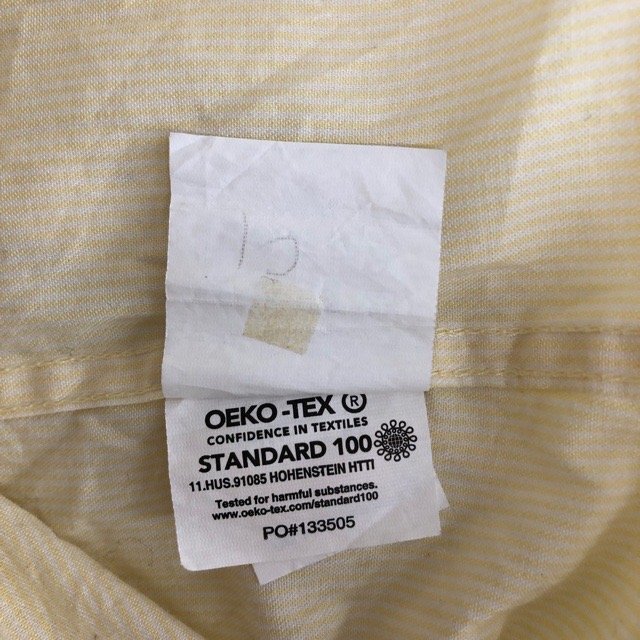 OEKO-TEX ®
CONFIDENCE IN TEXTILES
STANDARD 100
11.HUS.91085 HOHENSTEIN HTTI
Tested for harmful substances.
www.oeko-tex.com/standard100
PO#133505